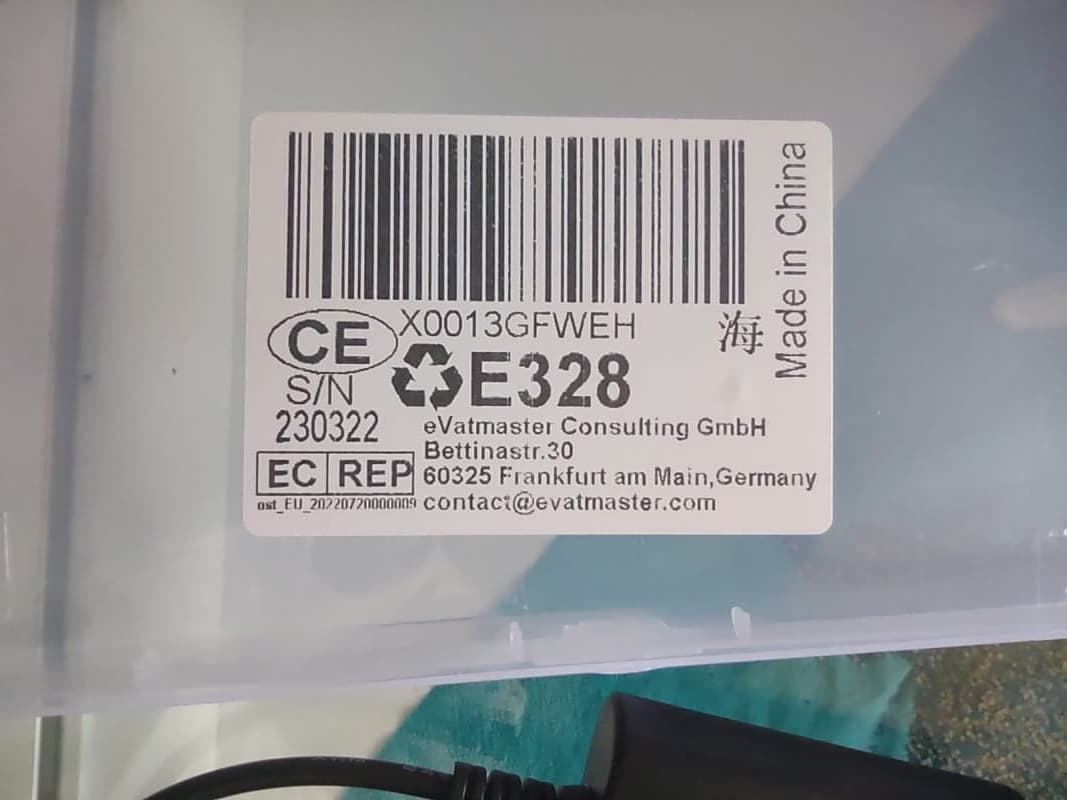 X0013GFWEH
海
Made in China
CE
E328
S/N
230322
eVatmaster Consulting GmbH
Bettinastr.30
60325 Frankfurt am Main,Germany
contact@evatmaster.com
EC REP
ost_EU_20220720000009